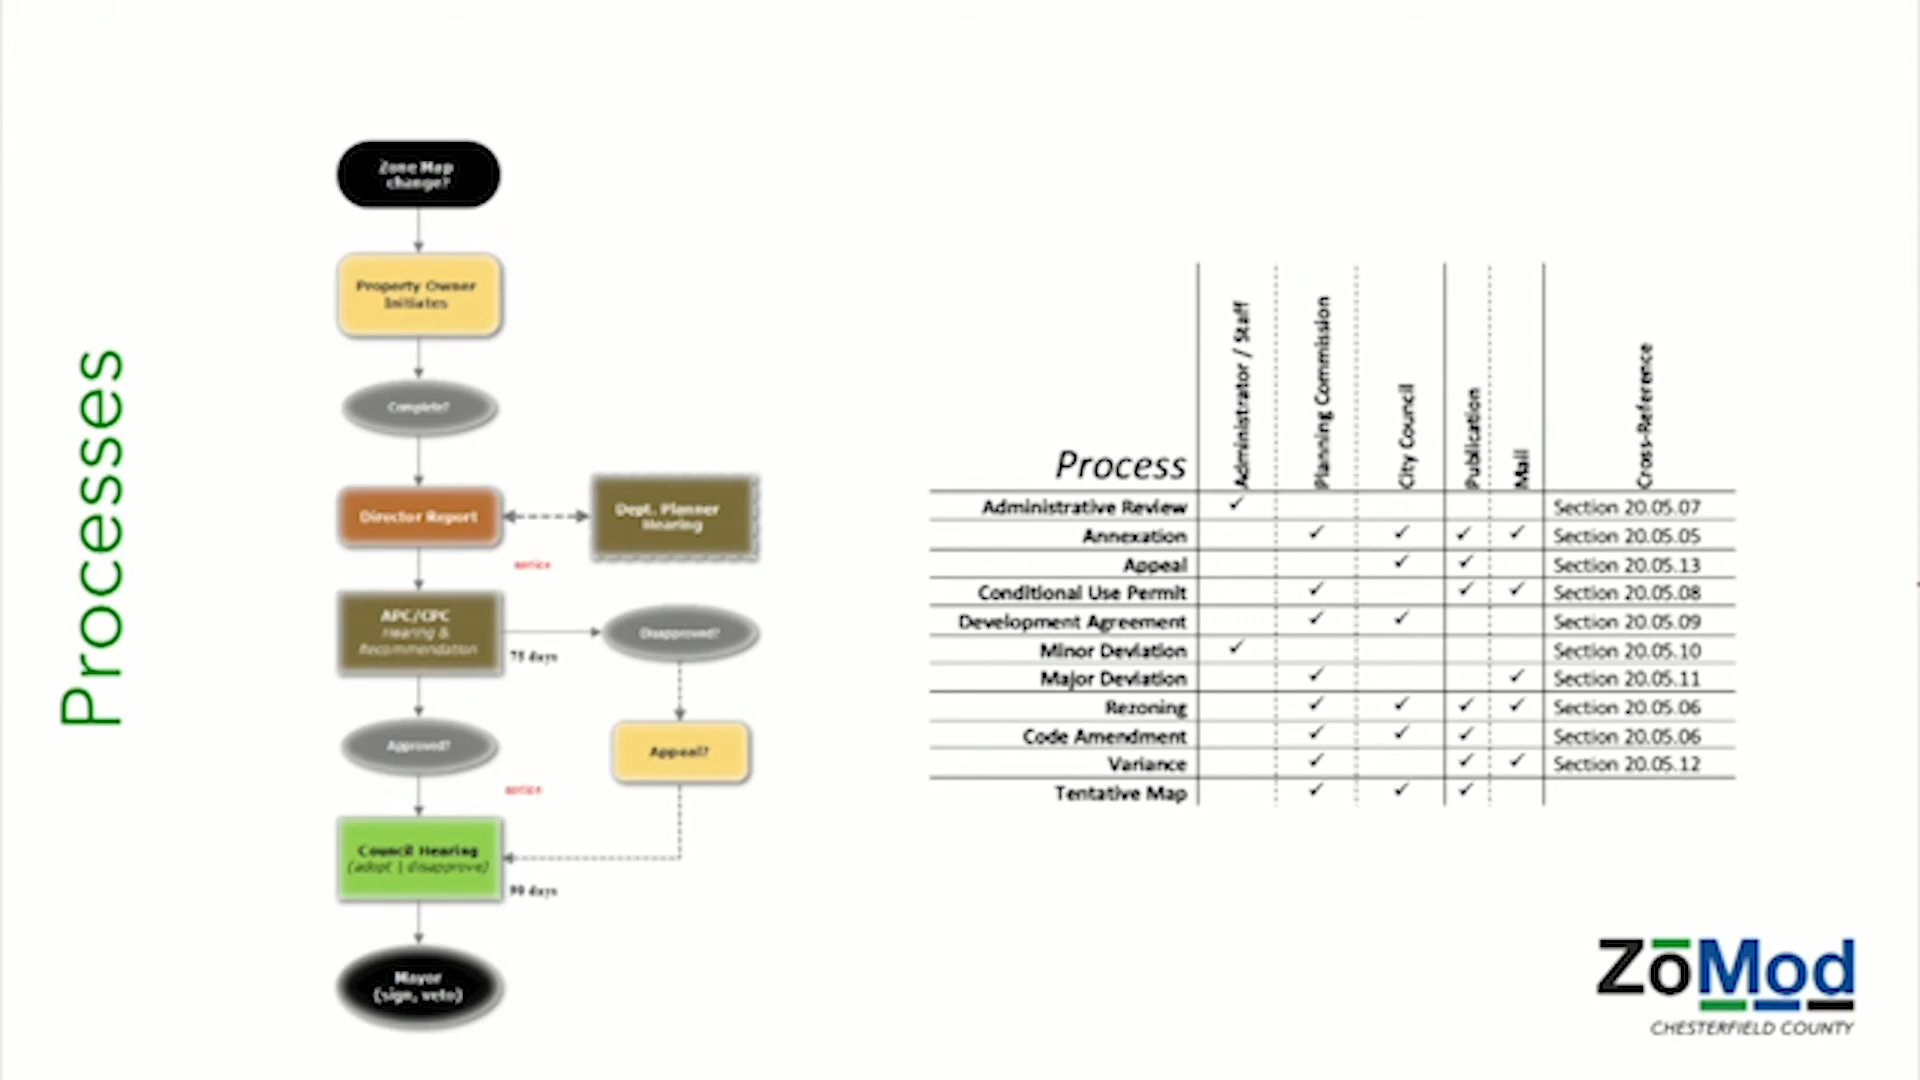 Processes
Zone Map
change?
Property Owner
Initiates
Complete?
Director Report
Dept. Planner
Hearing
notice
APC/CPC
Hearing &
Recommendation
75 days
Disapproved?
Approved?
Appeal?
notice
Council Hearing
(adopt | disapprove)
90 days
Mayor
(sign, veto)
Process
Administrator / Staff
Planning Commission
City Council
Publication
Mail
Cross-Reference
Administrative Review ✓ Section 20.05.07
Annexation ✓ ✓ ✓ ✓ Section 20.05.05
Appeal ✓ ✓ Section 20.05.13
Conditional Use Permit ✓ ✓ ✓ Section 20.05.08
Development Agreement ✓ ✓ Section 20.05.09
Minor Deviation ✓ Section 20.05.10
Major Deviation ✓ ✓ Section 20.05.11
Rezoning ✓ ✓ ✓ ✓ Section 20.05.06
Code Amendment ✓ ✓ ✓ Section 20.05.06
Variance ✓ ✓ ✓ Section 20.05.12
Tentative Map ✓ ✓ ✓
ZōMod
CHESTERFIELD COUNTY